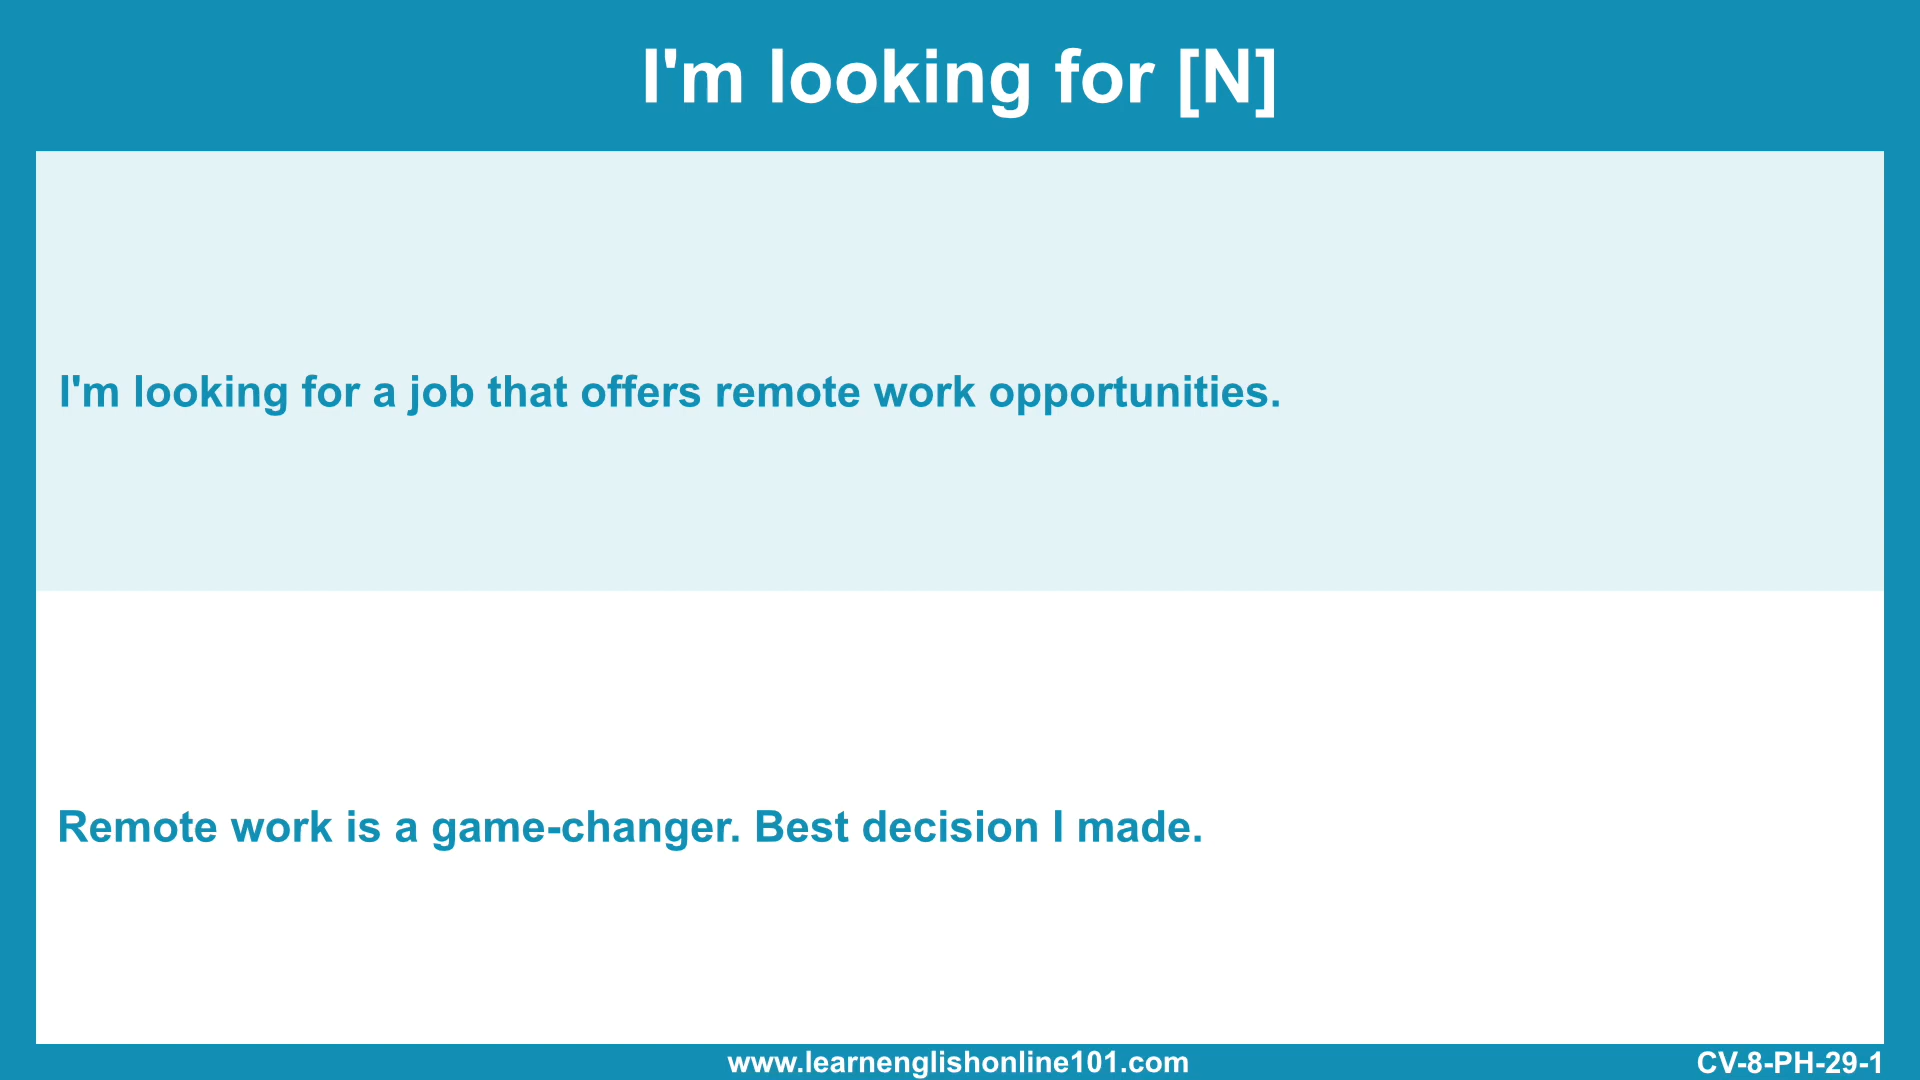 I'm looking for [N]
I'm looking for a job that offers remote work opportunities.
Remote work is a game-changer. Best decision I made.
www.learnenglishonline101.com
CV-8-PH-29-1